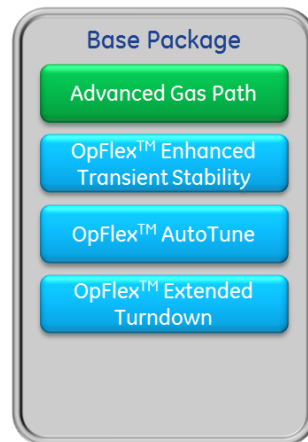 Base Package
Advanced Gas Path
OpFlex™ Enhanced
Transient Stability
OpFlex™ AutoTune
OpFlex™ Extended
Turndown